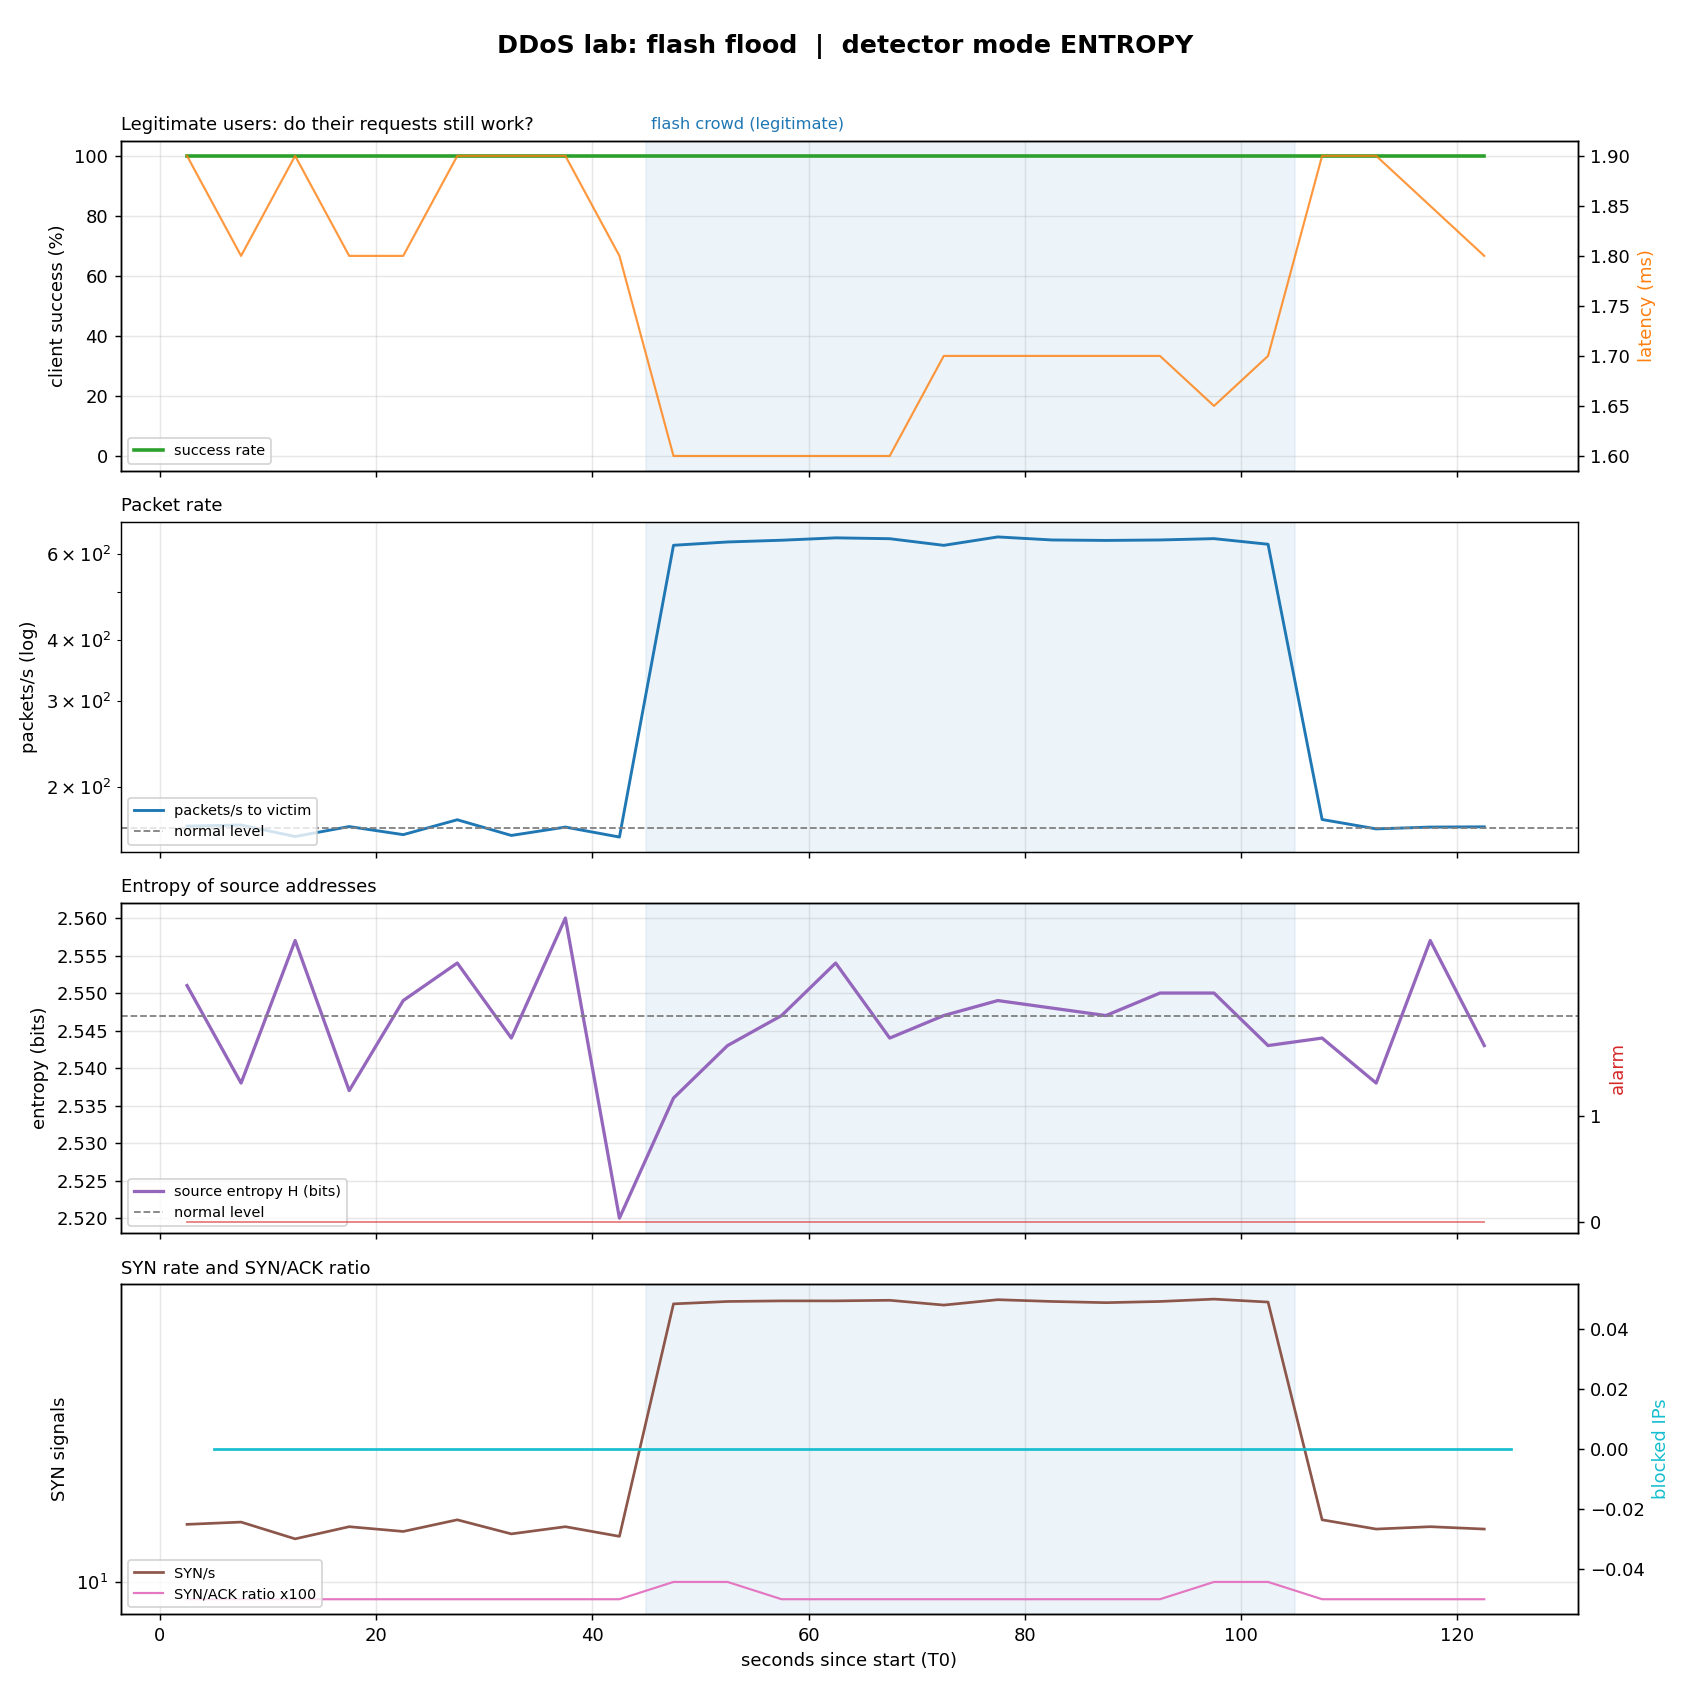 DDoS lab: flash flood  |  detector mode ENTROPY
Legitimate users: do their requests still work?
flash crowd (legitimate)
client success (%)
100
80
60
40
20
0
success rate
1.90
1.85
1.80
1.75
1.70
1.65
1.60
latency (ms)
Packet rate
packets/s (log)
6 × 10²
4 × 10²
3 × 10²
2 × 10²
packets/s to victim
normal level
Entropy of source addresses
entropy (bits)
2.560
2.555
2.550
2.545
2.540
2.535
2.530
2.525
2.520
source entropy H (bits)
normal level
alarm
1
0
SYN rate and SYN/ACK ratio
SYN signals
10¹
SYN/s
SYN/ACK ratio x100
0.04
0.02
0.00
−0.02
−0.04
blocked IPs
0
20
40
60
80
100
120
seconds since start (T0)